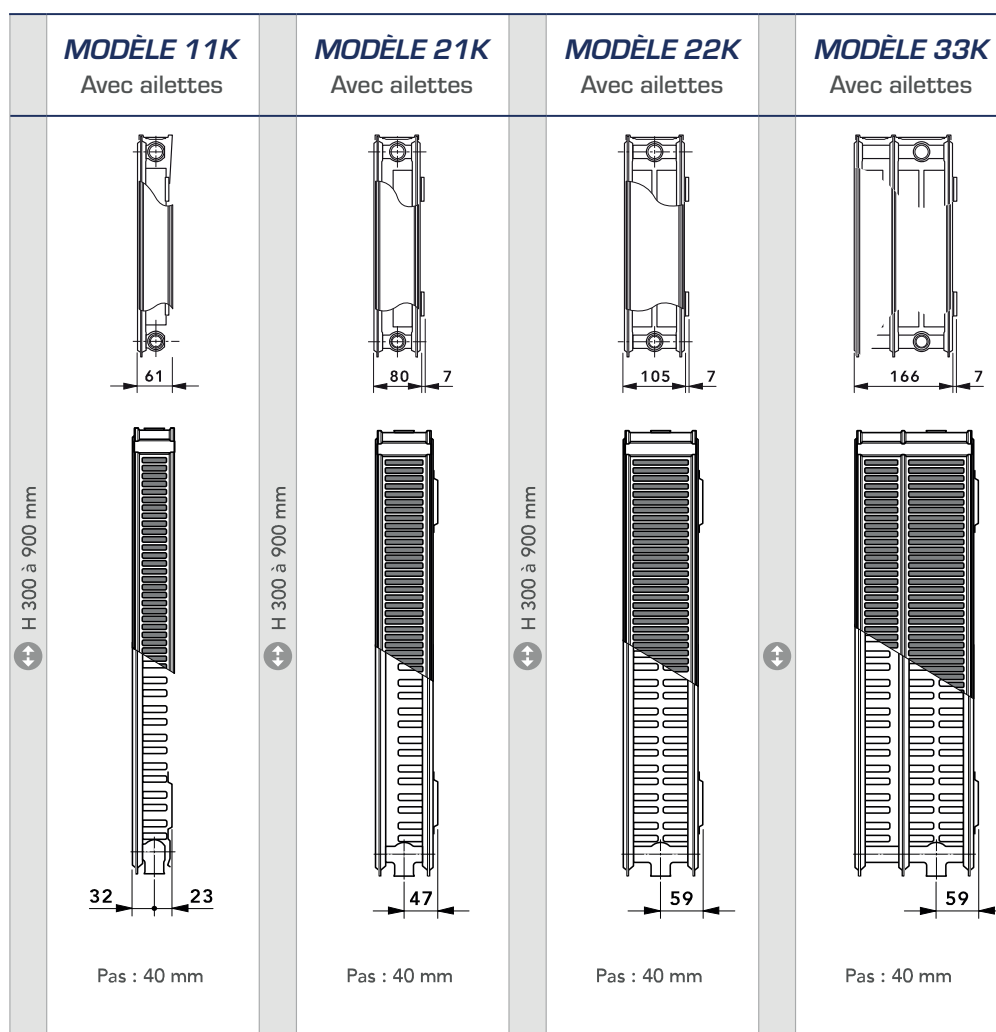 MODÈLE 11K
Avec ailettes
MODÈLE 21K
Avec ailettes
MODÈLE 22K
Avec ailettes
MODÈLE 33K
Avec ailettes
61
80 7
105 7
166 7
H 300 à 900 mm
H 300 à 900 mm
H 300 à 900 mm
32 23
47
59
59
Pas : 40 mm
Pas : 40 mm
Pas : 40 mm
Pas : 40 mm